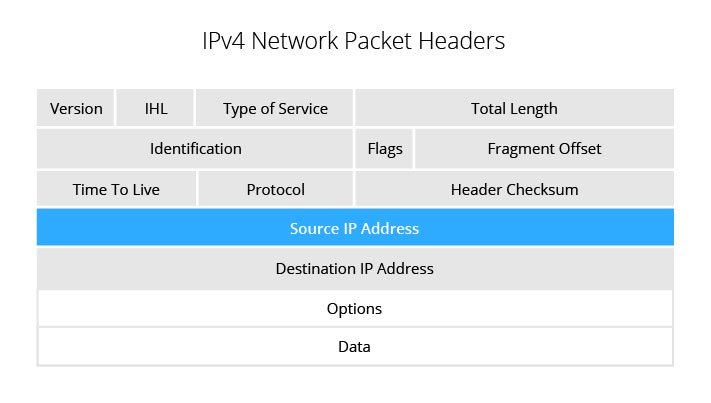 IPv4 Network Packet Headers
Version IHL Type of Service Total Length
Identification Flags Fragment Offset
Time To Live Protocol Header Checksum
Source IP Address
Destination IP Address
Options
Data